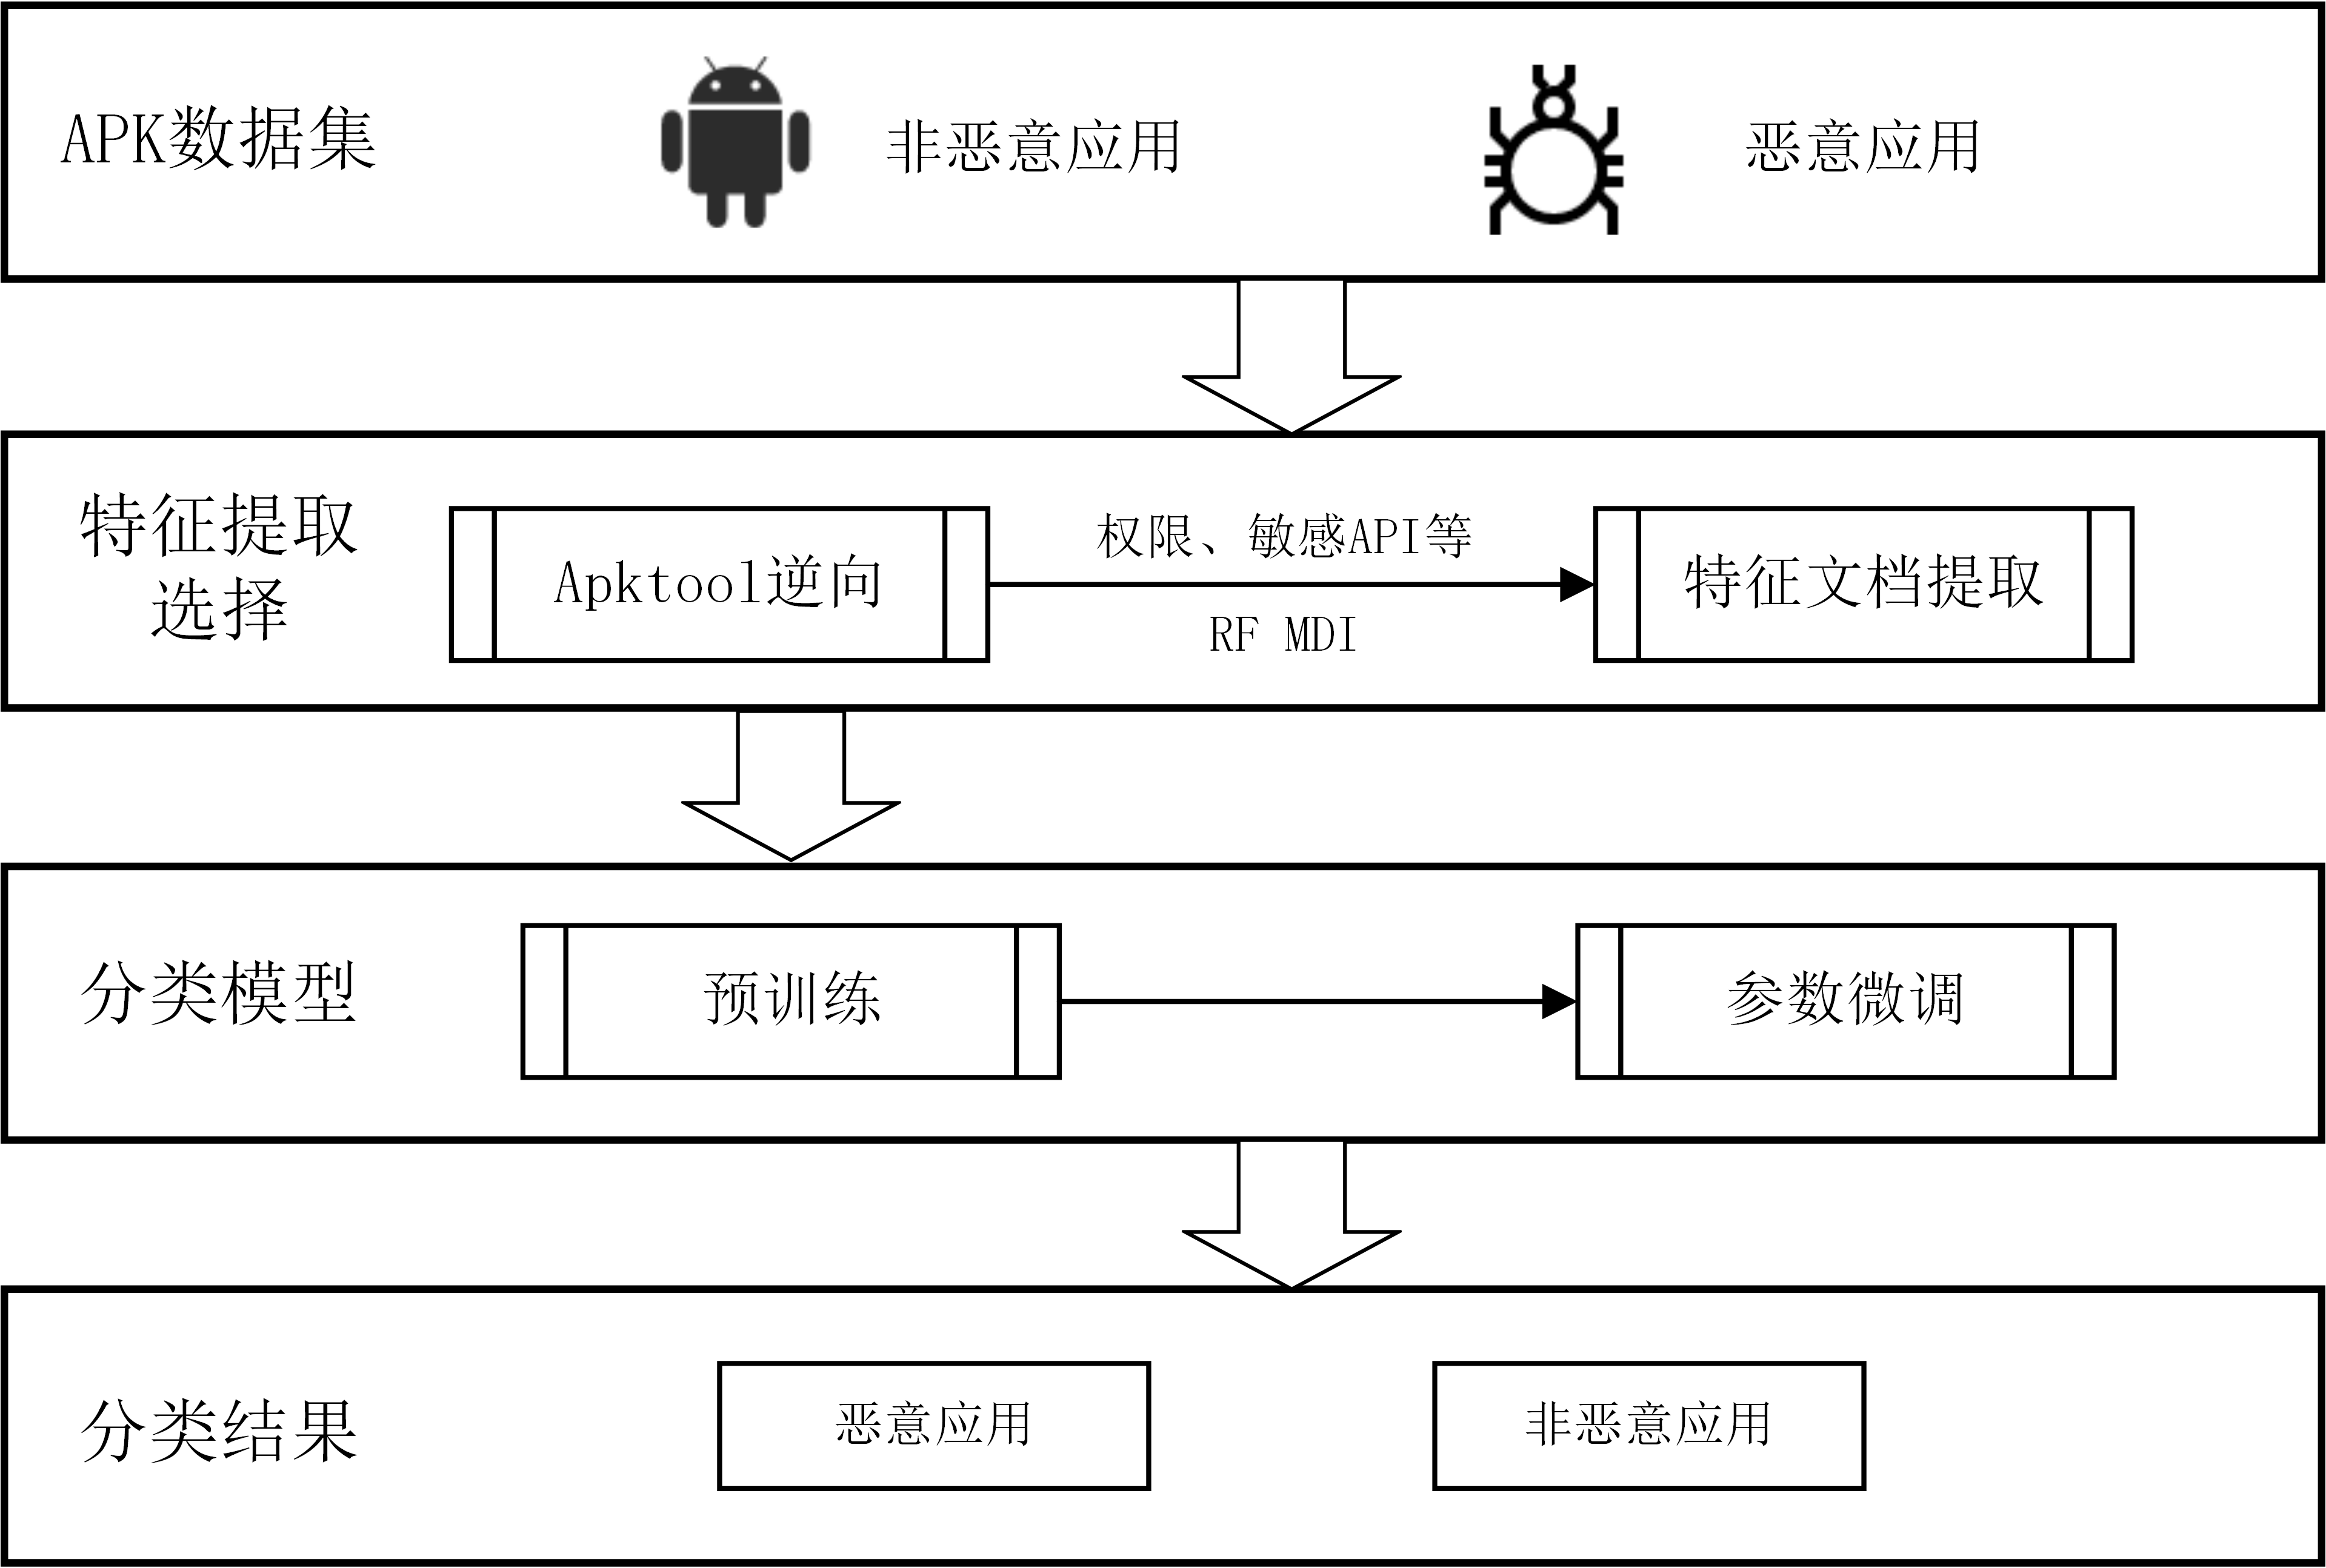 APK数据集
非恶意应用
恶意应用
特征提取
选择
Apktool逆向
权限、敏感API等
RF MDI
特征文档提取
分类模型
预训练
参数微调
分类结果
恶意应用
非恶意应用